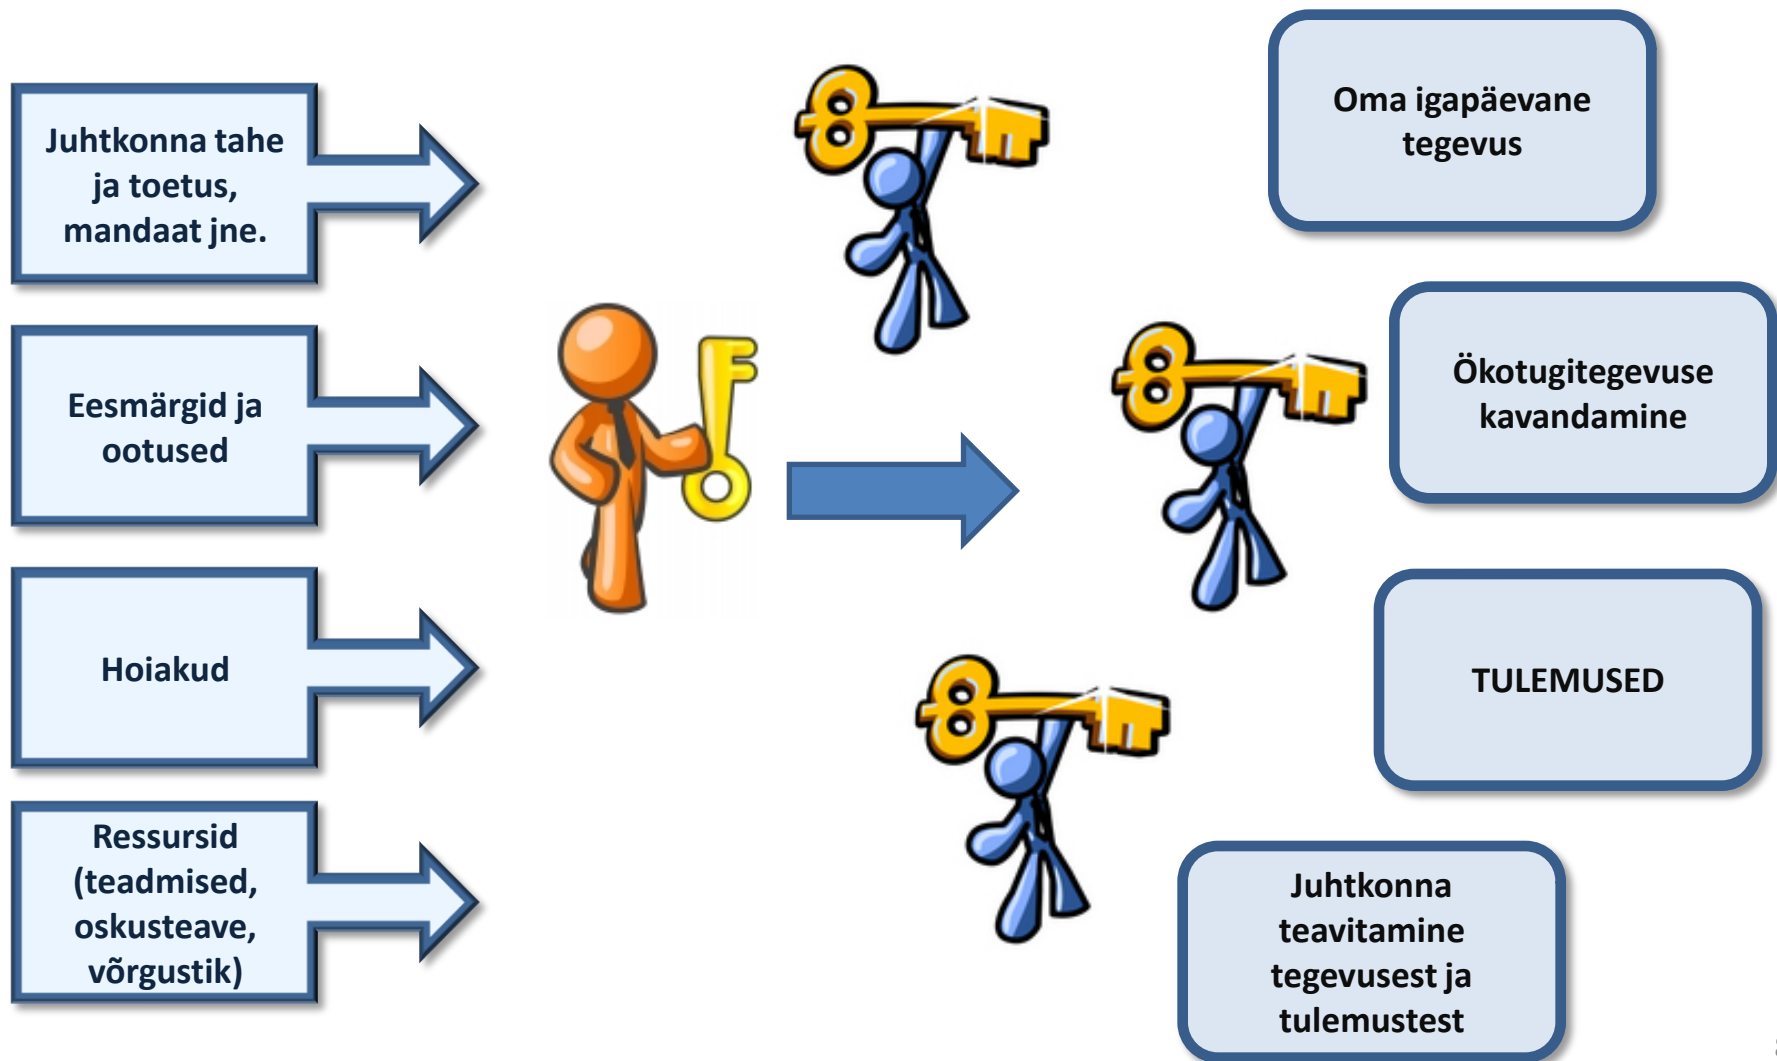 Juhtkonna tahe
ja toetus,
mandaat jne.
Eesmärgid ja
ootused
Hoiakud
Ressursid
(teadmised,
oskusteave,
võrgustik)
Oma igapäevane
tegevus
Ökotugitegevuse
kavandamine
TULEMUSED
Juhtkonna
teavitamine
tegevusest ja
tulemustest